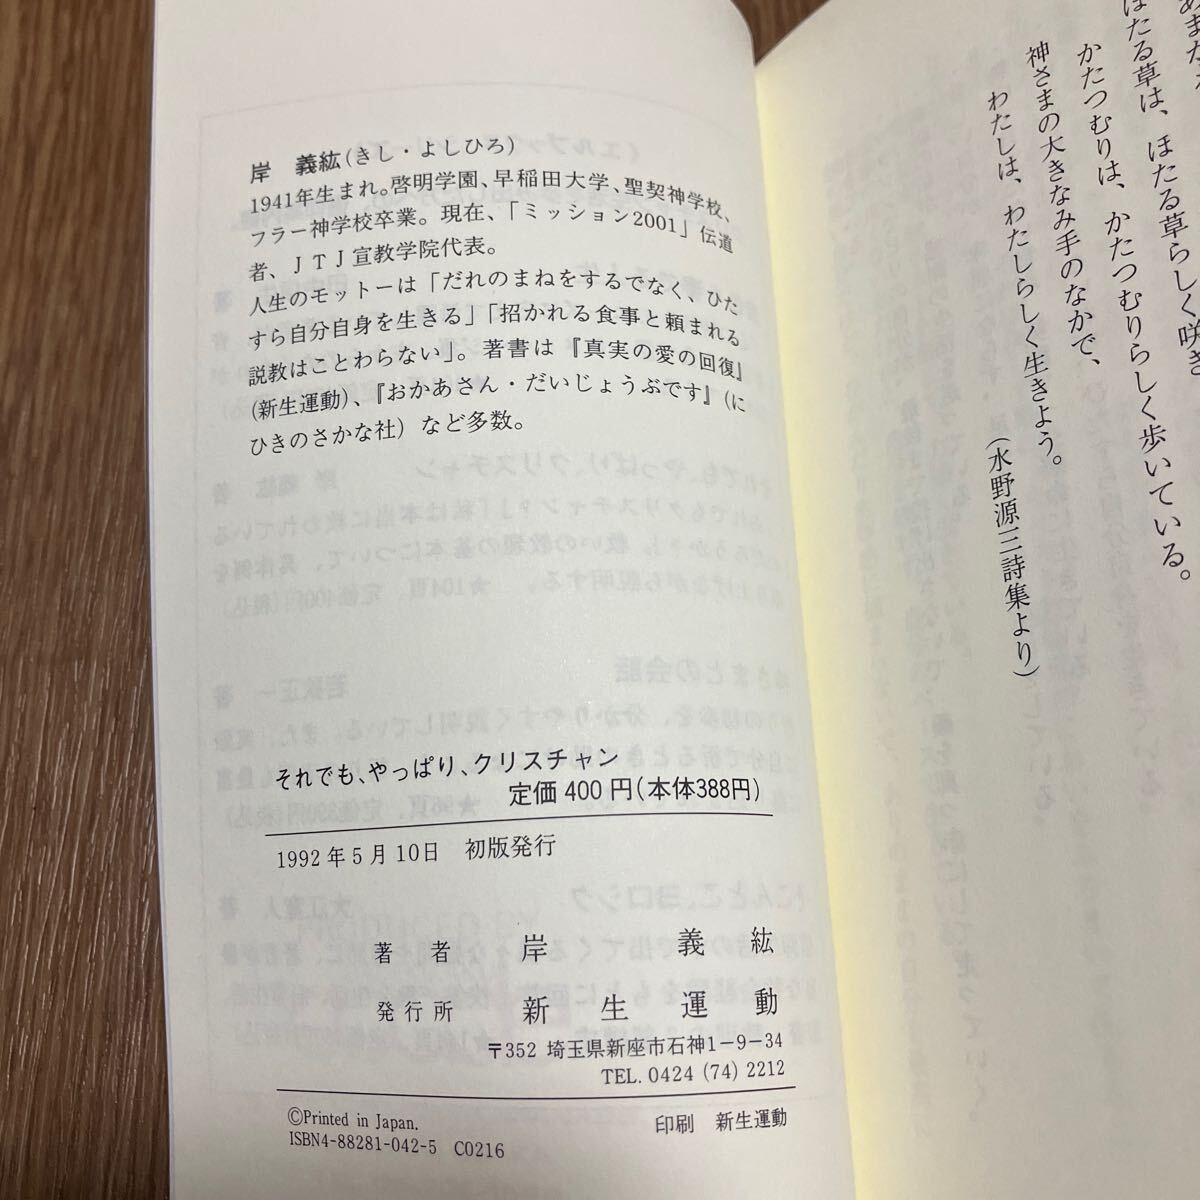 ほたる草は、ほたる草らしく咲き
かたつむりは、かたつむりらしく歩いている。
神さまの大きなみ手のなかで、
わたしは、わたしらしく生きよう。
(水野源三詩集より)
岸 義紘(きし・よしひろ)
1941年生まれ。啓明学園、早稲田大学、聖契神学校、
フラー神学校卒業。現在、「ミッション2001」伝道
者、JTJ宣教学院代表。
人生のモットーは「だれのまねをするでなく、ひた
すら自分自身を生きる」「招かれる食事と頼まれる
説教はことわらない」。著書は『真実の愛の回復』
(新生運動)、『おかあさん・だいじょうぶです』(に
ひきのさかな社) など多数。
それでも、やっぱり、クリスチャン
定価 400 円(本体388円)
1992 年 5 月 10日 初版発行
著 者 岸 義 紘
発行所 新 生 運 動
〒352 埼玉県新座市石神1-9-34
TEL. 0424 (74) 2212
©Printed in Japan. 印刷 新生運動
ISBN4-88281-042-5 C0216